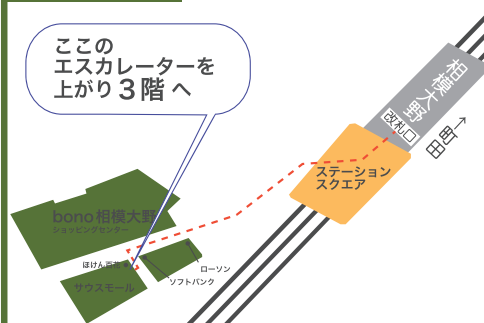 ここの
エスカレーターを
上がり3階 へ
相模大野
改札口
→町田
ステーション
スクエア
bono相模大野
ショッピングセンター
ほけん百花
ローソン
ソフトバンク
サウスモール